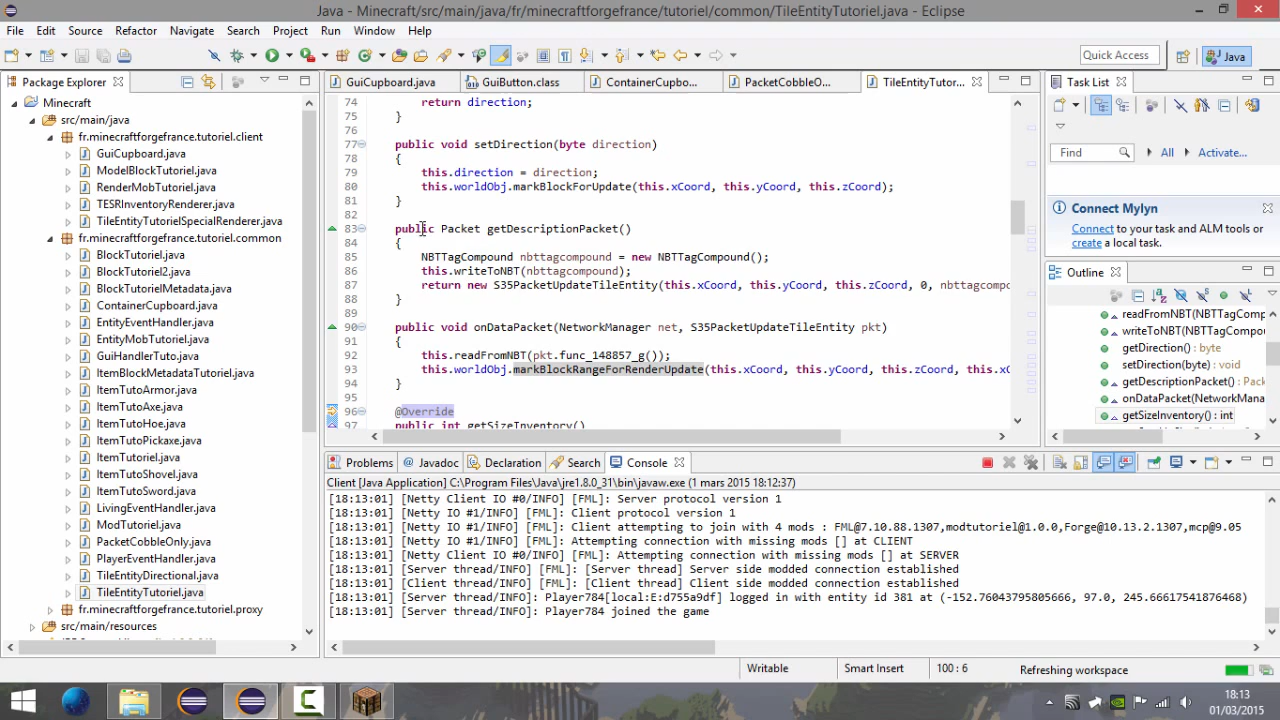 Java - Minecraft/src/main/java/fr/minecraftforgefrance/tutoriel/common/TileEntityTutoriel.java - Eclipse
File Edit Source Refactor Navigate Search Project Run Window Help
Quick Access
Java
Package Explorer
Minecraft
src/main/java
fr.minecraftforgefrance.tutoriel.client
GuiCupboard.java
ModelBlockTutoriel.java
RenderMobTutoriel.java
TESRInventoryRenderer.java
TileEntityTutorielSpecialRenderer.java
fr.minecraftforgefrance.tutoriel.common
BlockTutoriel.java
BlockTutoriel2.java
BlockTutorielMetadata.java
ContainerCupboard.java
EntityEventHandler.java
EntityMobTutoriel.java
GuiHandlerTuto.java
ItemBlockMetadataTutoriel.java
ItemTutoArmor.java
ItemTutoAxe.java
ItemTutoHoe.java
ItemTutoPickaxe.java
ItemTutoriel.java
ItemTutoShovel.java
ItemTutoSword.java
LivingEventHandler.java
ModTutoriel.java
PacketCobbleOnly.java
PlayerEventHandler.java
TileEntityDirectional.java
TileEntityTutoriel.java
fr.minecraftforgefrance.tutoriel.proxy
src/main/resources
GuiCupboard.java GuiButton.class ContainerCupbo... PacketCobbleO... TileEntityTutor...
74 return direction;
75 }
76
77 public void setDirection(byte direction)
78 {
79 this.direction = direction;
80 this.worldObj.markBlockForUpdate(this.xCoord, this.yCoord, this.zCoord);
81 }
82
83 public Packet getDescriptionPacket()
84 {
85 NBTTagCompound nbttagcompound = new NBTTagCompound();
86 this.writeToNBT(nbttagcompound);
87 return new S35PacketUpdateTileEntity(this.xCoord, this.yCoord, this.zCoord, 0, nbttagcompo
88 }
89
90 public void onDataPacket(NetworkManager net, S35PacketUpdateTileEntity pkt)
91 {
92 this.readFromNBT(pkt.func_148857_g());
93 this.worldObj.markBlockRangeForRenderUpdate(this.xCoord, this.yCoord, this.zCoord, this.xC
94 }
95
96 @Override
97 public int getSizeInventory()
Task List
Find All Activate...
Connect Mylyn
Connect to your task and ALM tools or
create a local task.
Outline
readFromNBT(NBTTagCom
writeToNBT(NBTTagCompou
getDirection() : byte
setDirection(byte) : void
getDescriptionPacket() : Pack
onDataPacket(NetworkMana
getSizeInventory() : int
Problems Javadoc Declaration Search Console
Client [Java Application] C:\Program Files\Java\jre1.8.0_31\bin\javaw.exe (1 mars 2015 18:12:37)
[18:13:01] [Netty Client IO #0/INFO] [FML]: Server protocol version 1
[18:13:01] [Netty IO #1/INFO] [FML]: Client protocol version 1
[18:13:01] [Netty IO #1/INFO] [FML]: Client attempting to join with 4 mods : FML@7.10.88.1307,modtutoriel@1.0.0,Forge@10.13.2.1307,mcp@9.05
[18:13:01] [Netty IO #1/INFO] [FML]: Attempting connection with missing mods [] at CLIENT
[18:13:01] [Netty Client IO #0/INFO] [FML]: Attempting connection with missing mods [] at SERVER
[18:13:01] [Server thread/INFO] [FML]: [Server thread] Server side modded connection established
[18:13:01] [Client thread/INFO] [FML]: [Client thread] Client side modded connection established
[18:13:01] [Server thread/INFO]: Player784[local:E:d755a9df] logged in with entity id 381 at (-152.76043795805666, 97.0, 245.66617541876468)
[18:13:01] [Server thread/INFO]: Player784 joined the game
Writable Smart Insert 100 : 6 Refreshing workspace
18:13
01/03/2015